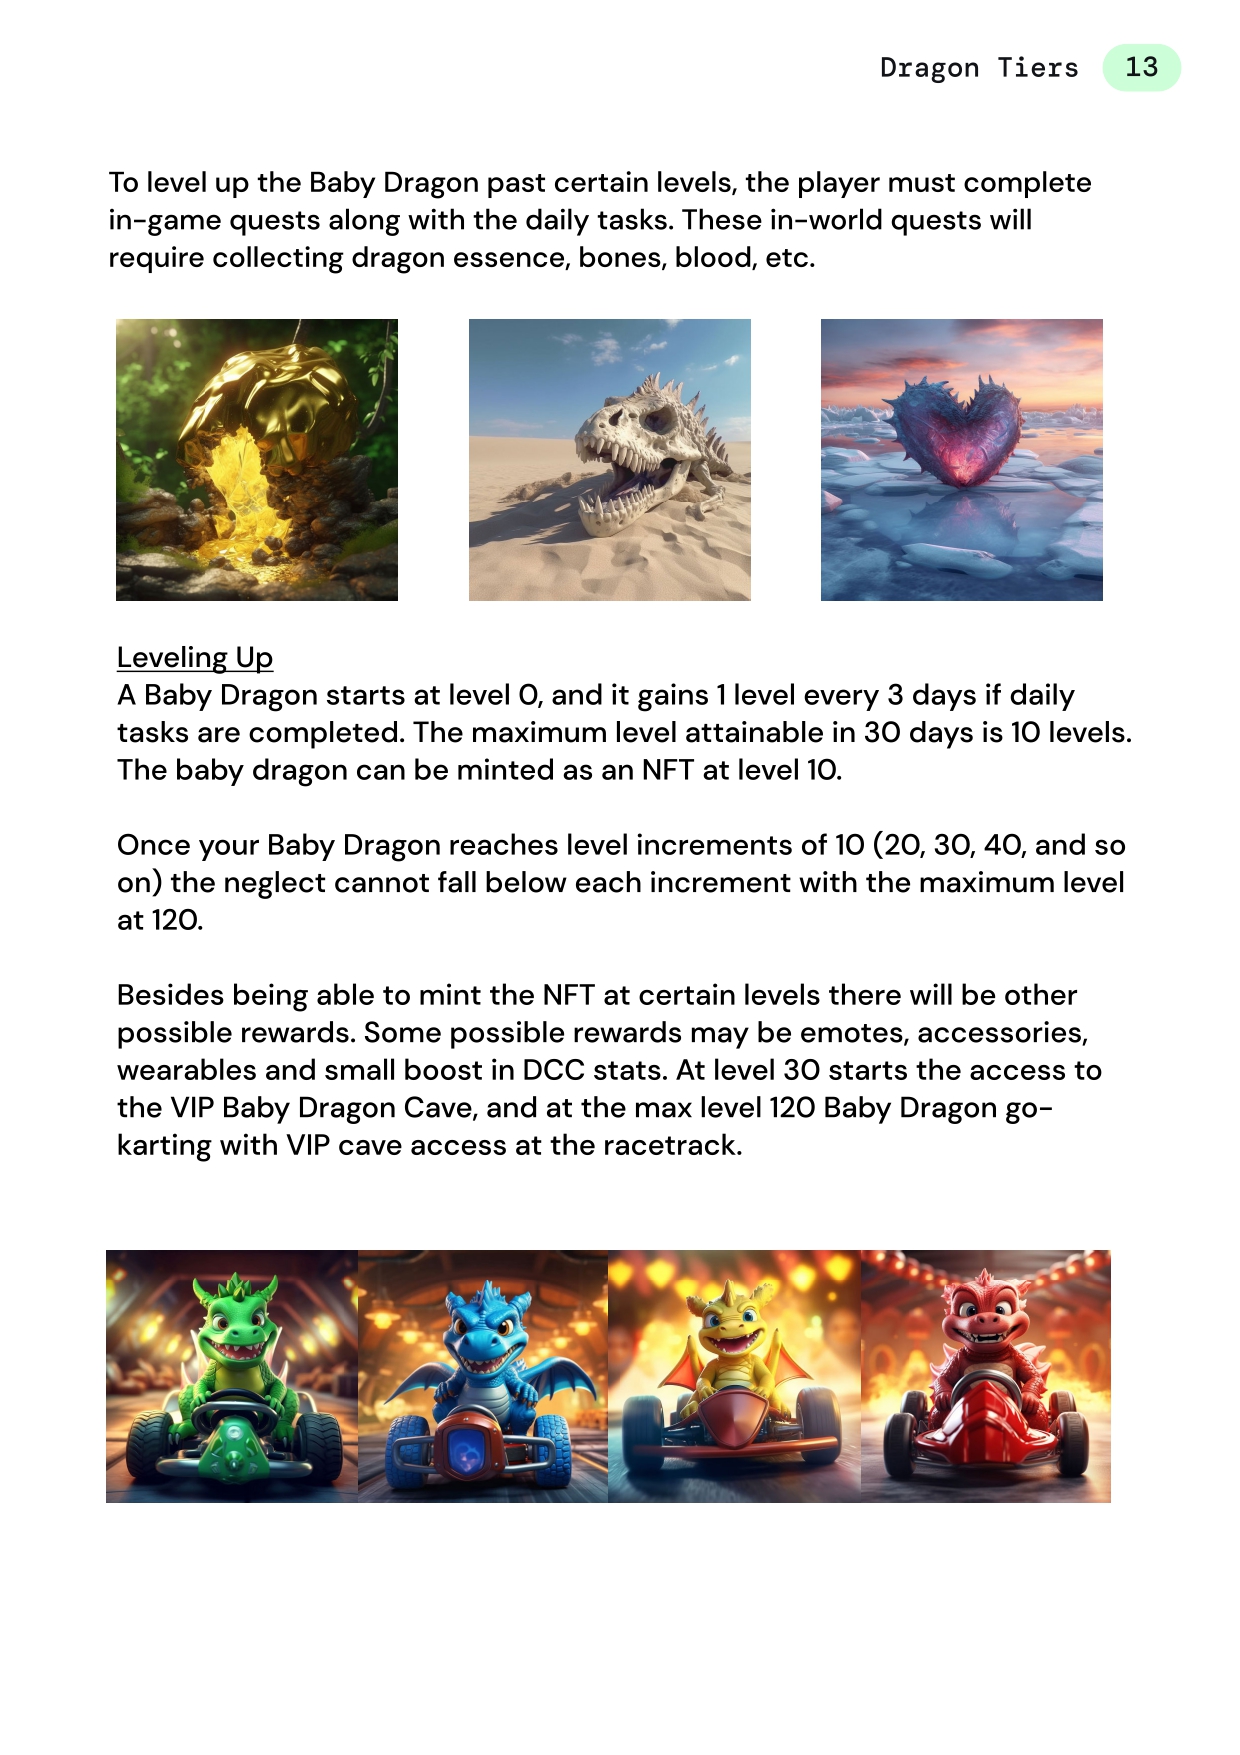 Dragon Tiers 13
To level up the Baby Dragon past certain levels, the player must complete
in-game quests along with the daily tasks. These in-world quests will
require collecting dragon essence, bones, blood, etc.
Leveling Up
A Baby Dragon starts at level 0, and it gains 1 level every 3 days if daily
tasks are completed. The maximum level attainable in 30 days is 10 levels.
The baby dragon can be minted as an NFT at level 10.
Once your Baby Dragon reaches level increments of 10 (20, 30, 40, and so
on) the neglect cannot fall below each increment with the maximum level
at 120.
Besides being able to mint the NFT at certain levels there will be other
possible rewards. Some possible rewards may be emotes, accessories,
wearables and small boost in DCC stats. At level 30 starts the access to
the VIP Baby Dragon Cave, and at the max level 120 Baby Dragon go-
karting with VIP cave access at the racetrack.